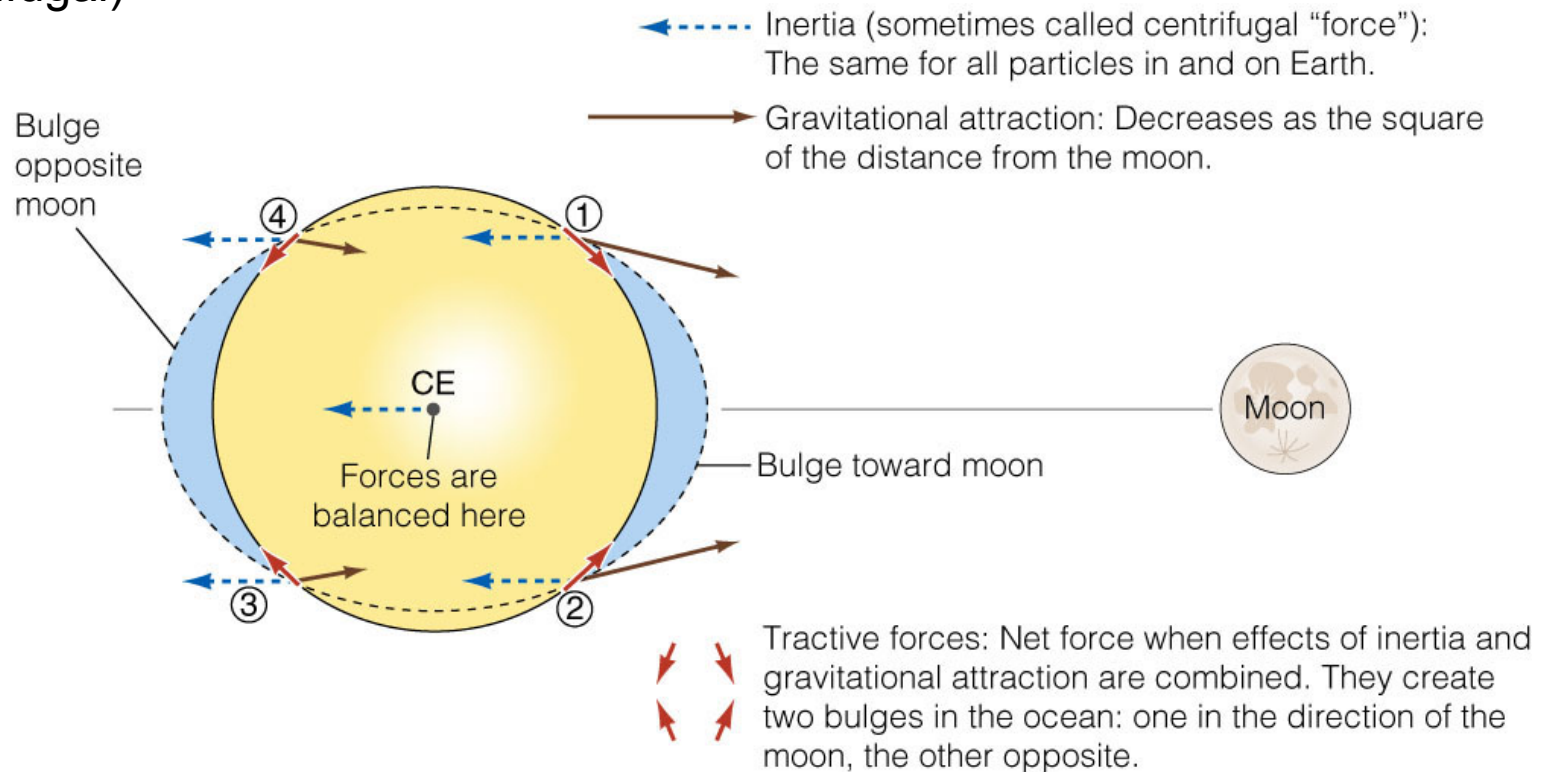 Inertia (sometimes called centrifugal “force”):
The same for all particles in and on Earth.
Gravitational attraction: Decreases as the square
of the distance from the moon.
Bulge
opposite
moon
④
①
CE
Forces are
balanced here
Moon
Bulge toward moon
③
②
Tractive forces: Net force when effects of inertia and
gravitational attraction are combined. They create
two bulges in the ocean: one in the direction of the
moon, the other opposite.